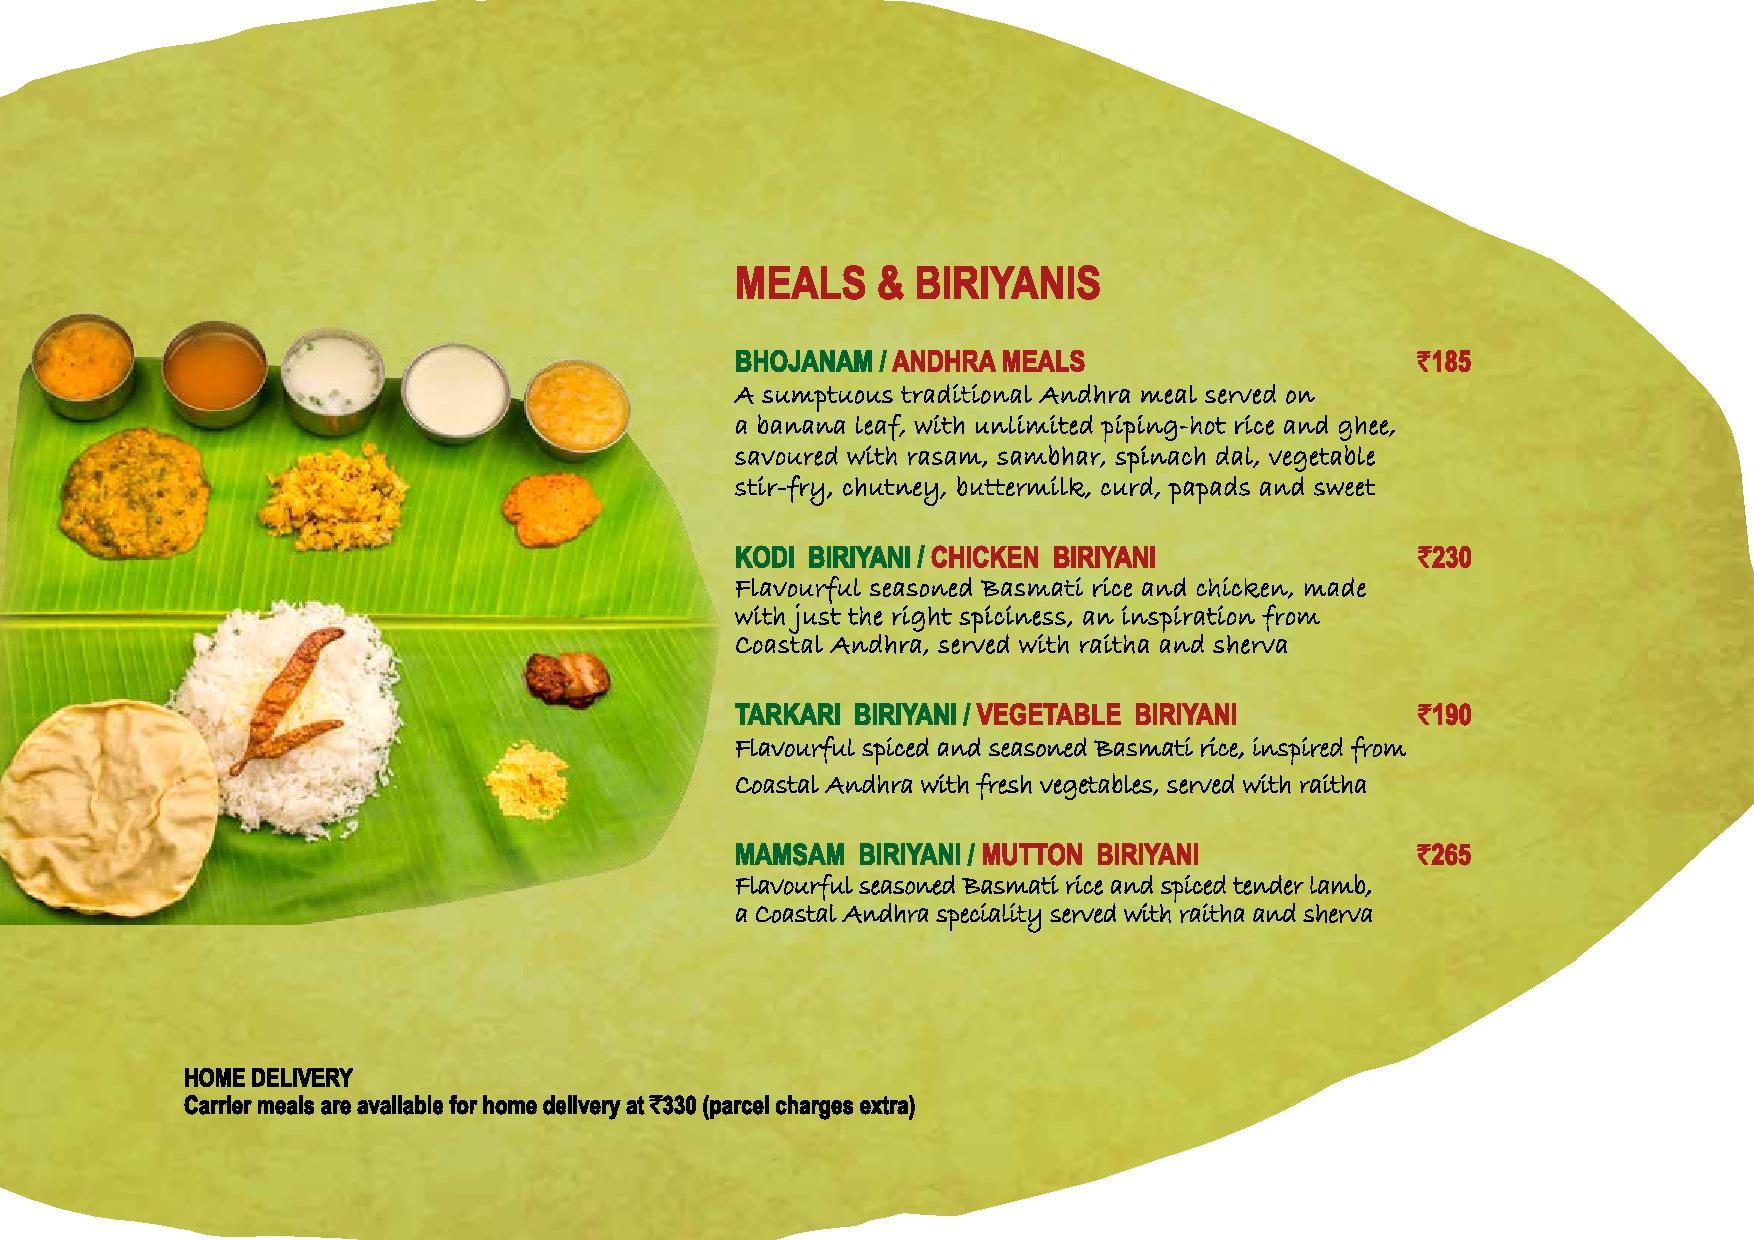 MEALS & BIRIYANIS
BHOJANAM / ANDHRA MEALS ₹185
A sumptuous traditional Andhra meal served on
a banana leaf, with unlimited piping-hot rice and ghee,
savoured with rasam, sambhar, spinach dal, vegetable
stir-fry, chutney, buttermilk, curd, papads and sweet
KODI BIRIYANI / CHICKEN BIRIYANI ₹230
Flavourful seasoned Basmati rice and chicken, made
with just the right spiciness, an inspiration from
Coastal Andhra, served with raitha and sherva
TARKARI BIRIYANI / VEGETABLE BIRIYANI ₹190
Flavourful spiced and seasoned Basmati rice, inspired from
Coastal Andhra with fresh vegetables, served with raitha
MAMSAM BIRIYANI / MUTTON BIRIYANI ₹265
Flavourful seasoned Basmati rice and spiced tender lamb,
a Coastal Andhra speciality served with raitha and sherva
HOME DELIVERY
Carrier meals are available for home delivery at ₹330 (parcel charges extra)